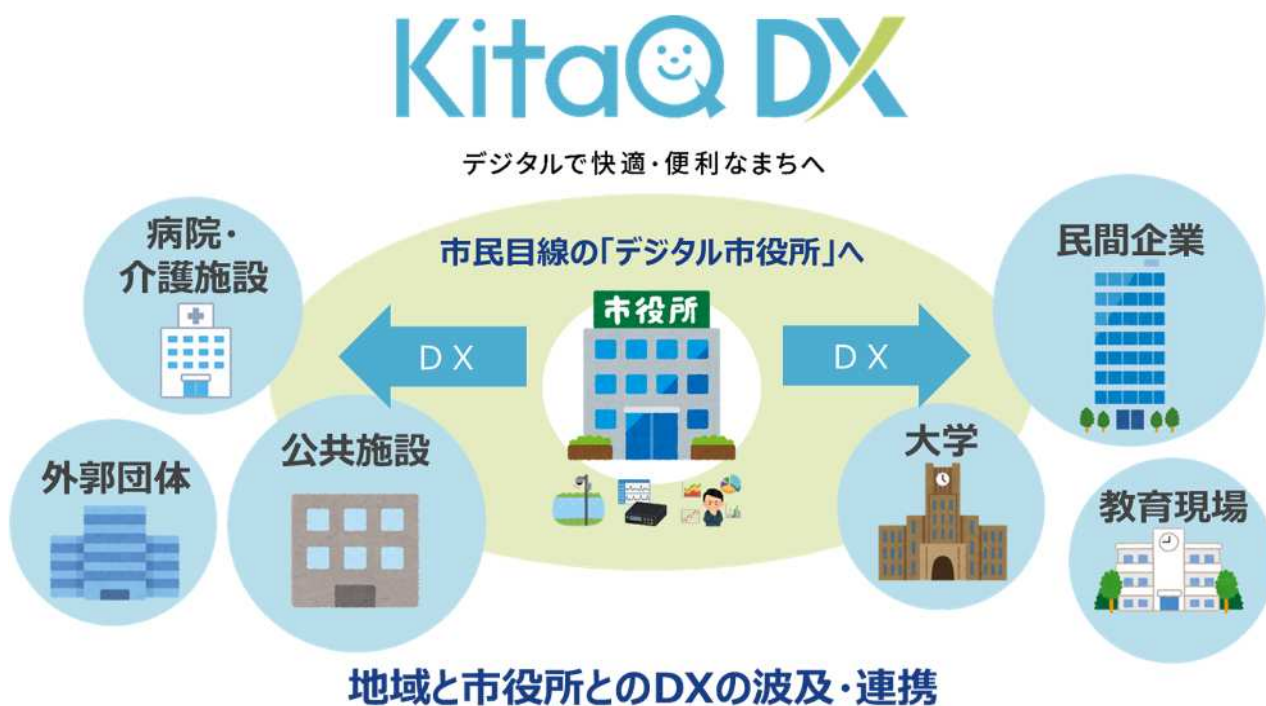 KitaQ DX
デジタルで快適・便利なまちへ
市民目線の「デジタル市役所」へ
病院・
介護施設
民間企業
市役所
DX
DX
外郭団体
公共施設
大学
教育現場
地域と市役所とのDXの波及・連携